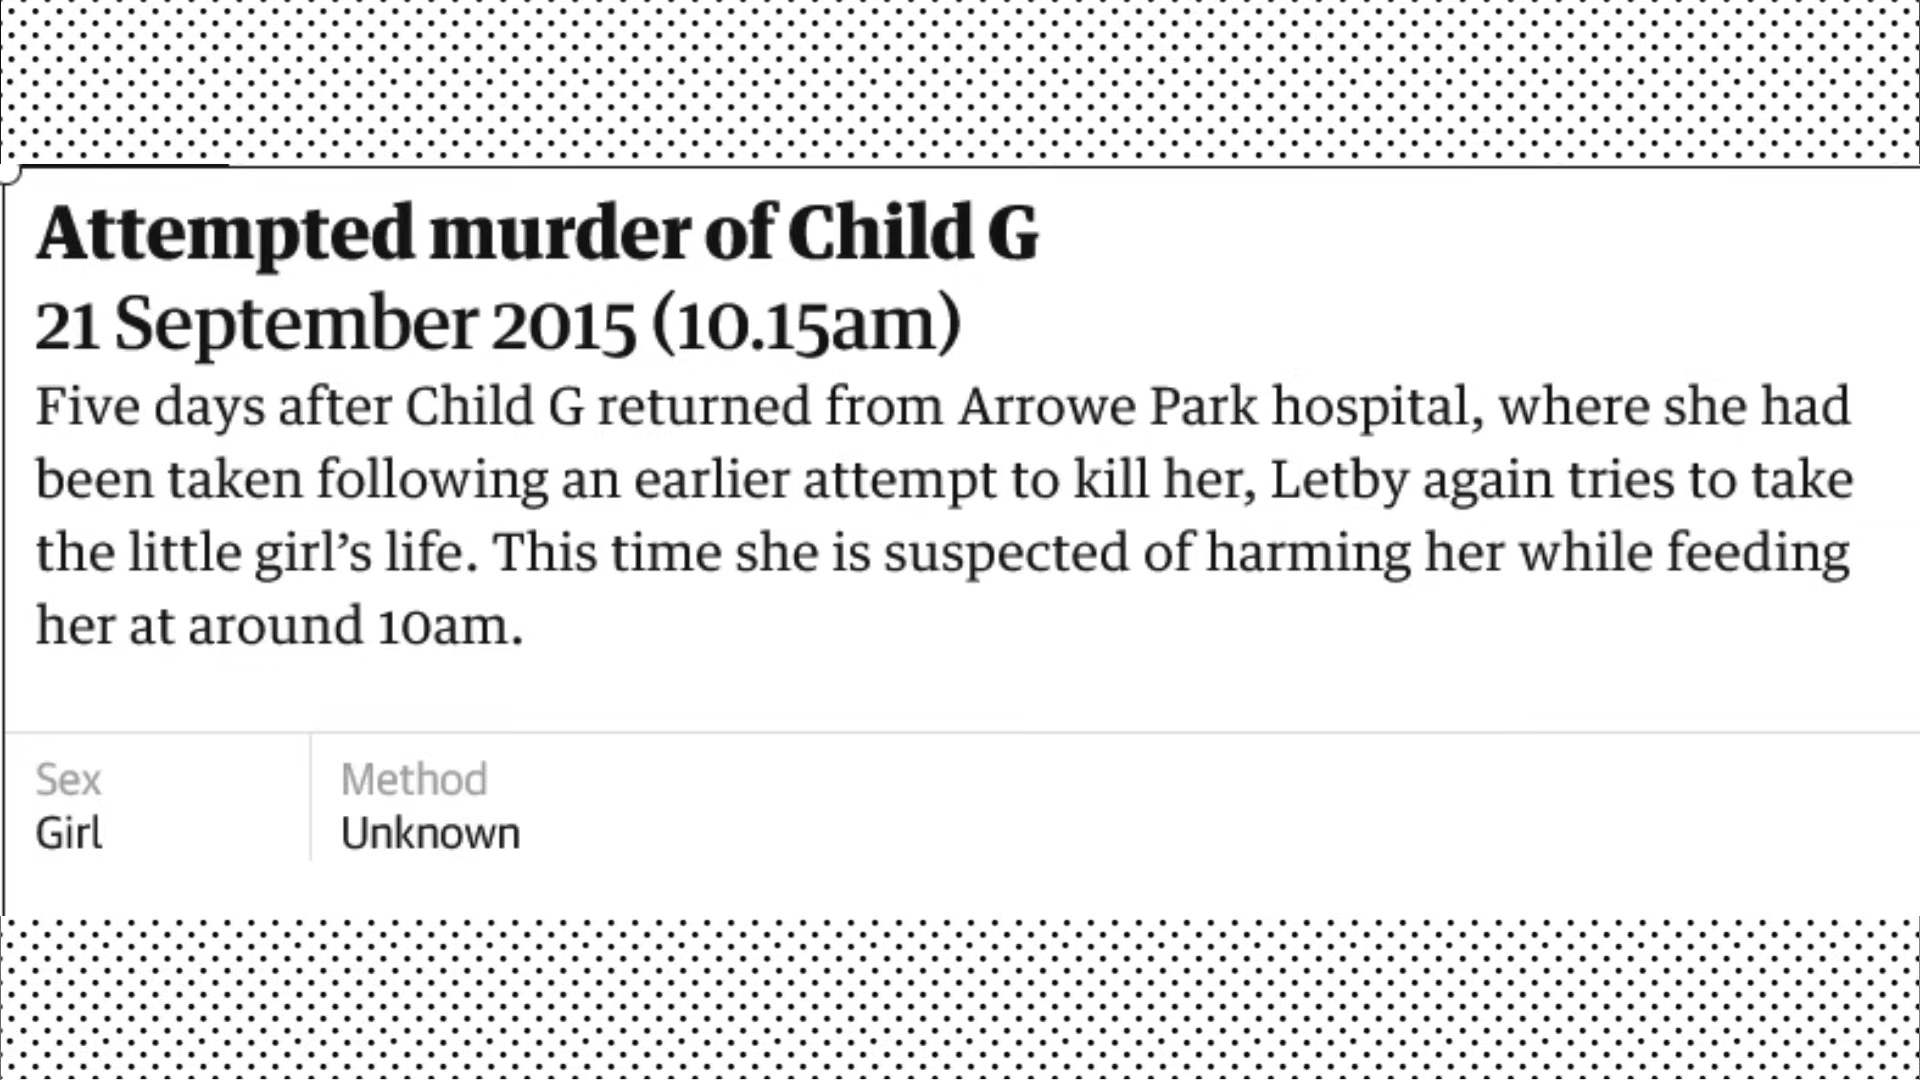 Attempted murder of Child G
21 September 2015 (10.15am)
Five days after Child G returned from Arrowe Park hospital, where she had
been taken following an earlier attempt to kill her, Letby again tries to take
the little girl’s life. This time she is suspected of harming her while feeding
her at around 10am.
Sex
Girl
Method
Unknown